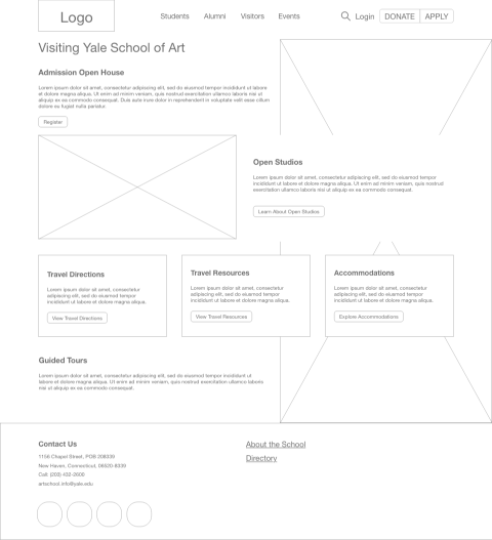 Logo
Students Alumni Visitors Events
Login DONATE APPLY
Visiting Yale School of Art
Admission Open House
Lorem ipsum dolor sit amet, consectetur adipiscing elit, sed do eiusmod tempor incididunt ut labore
et dolore magna aliqua. Ut enim ad minim veniam, quis nostrud exercitation ullamco laboris nisi ut
aliquip ex ea commodo consequat. Duis aute irure dolor in reprehenderit in voluptate velit esse cillum
dolore eu fugiat nulla pariatur.
Register
Open Studios
Lorem ipsum dolor sit amet, consectetur adipiscing elit, sed do eiusmod tempor
incididunt ut labore et dolore magna aliqua. Ut enim ad minim veniam, quis nostrud
exercitation ullamco laboris nisi ut aliquip ex ea commodo consequat.
Learn About Open Studios
Travel Directions
Lorem ipsum dolor sit amet, consectetur
adipiscing elit, sed do eiusmod tempor
incididunt ut labore et dolore magna aliqua.
View Travel Directions
Travel Resources
Lorem ipsum dolor sit amet, consectetur
adipiscing elit, sed do eiusmod tempor
incididunt ut labore et dolore magna aliqua.
View Travel Resources
Accommodations
Lorem ipsum dolor sit amet, consectetur
adipiscing elit, sed do eiusmod tempor
incididunt ut labore et dolore magna aliqua.
Explore Accommodations
Guided Tours
Lorem ipsum dolor sit amet, consectetur adipiscing elit, sed do eiusmod tempor incididunt ut
labore et dolore magna aliqua. Ut enim ad minim veniam, quis nostrud exercitation ullamco laboris
nisi ut aliquip ex ea commodo consequat.
Contact Us
1156 Chapel Street, POB 208339
New Haven, Connecticut, 06520-8339
Call: (203) 432-2600
artschool.info@yale.edu
About the School
Directory